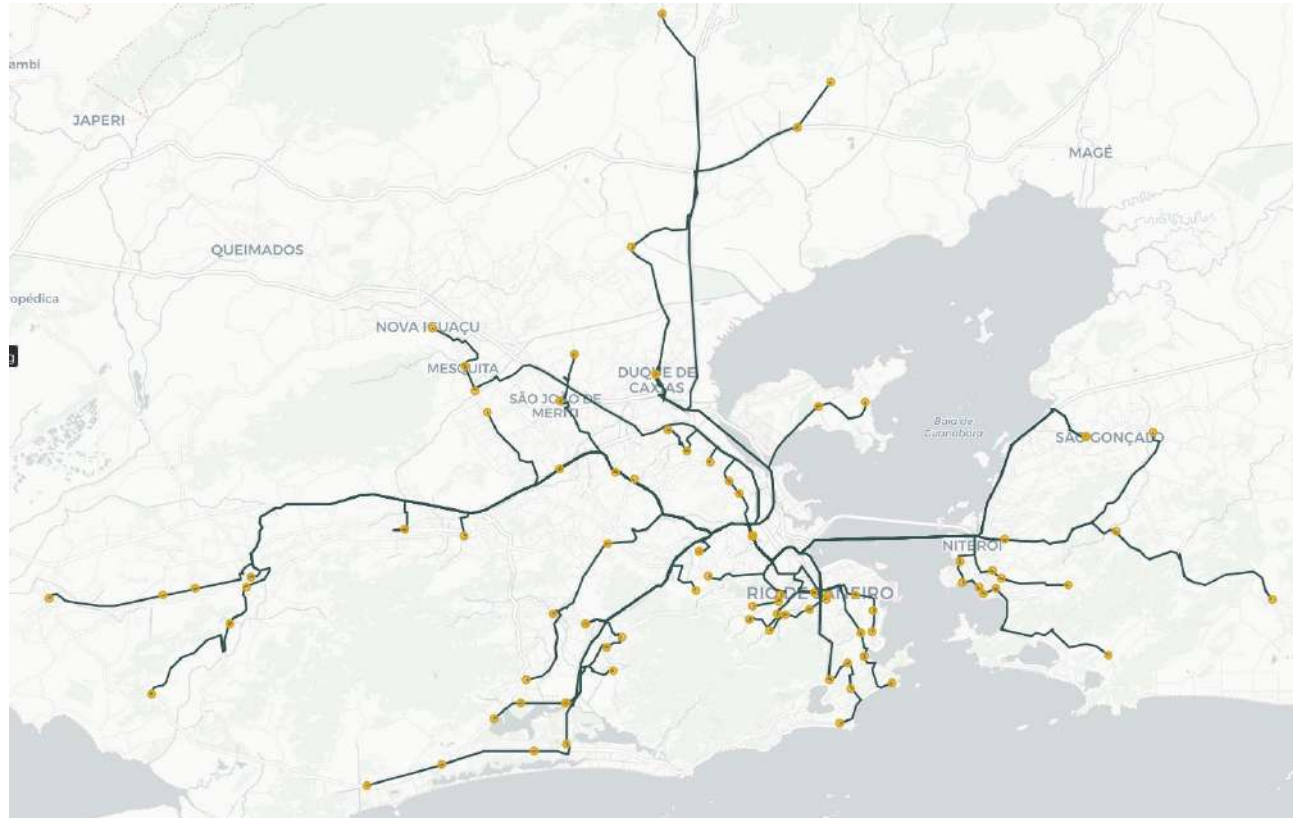 ambi
JAPERI
MAGÉ
QUEIMADOS
opédica
NOVA IGUAÇU
g
MESQUITA
DUQUE DE
CAXIAS
SÃO JOÃO DE
MERITI
Baía de
Guanabara
SÃO GONÇALO
NITERÓI
RIO DE JANEIRO